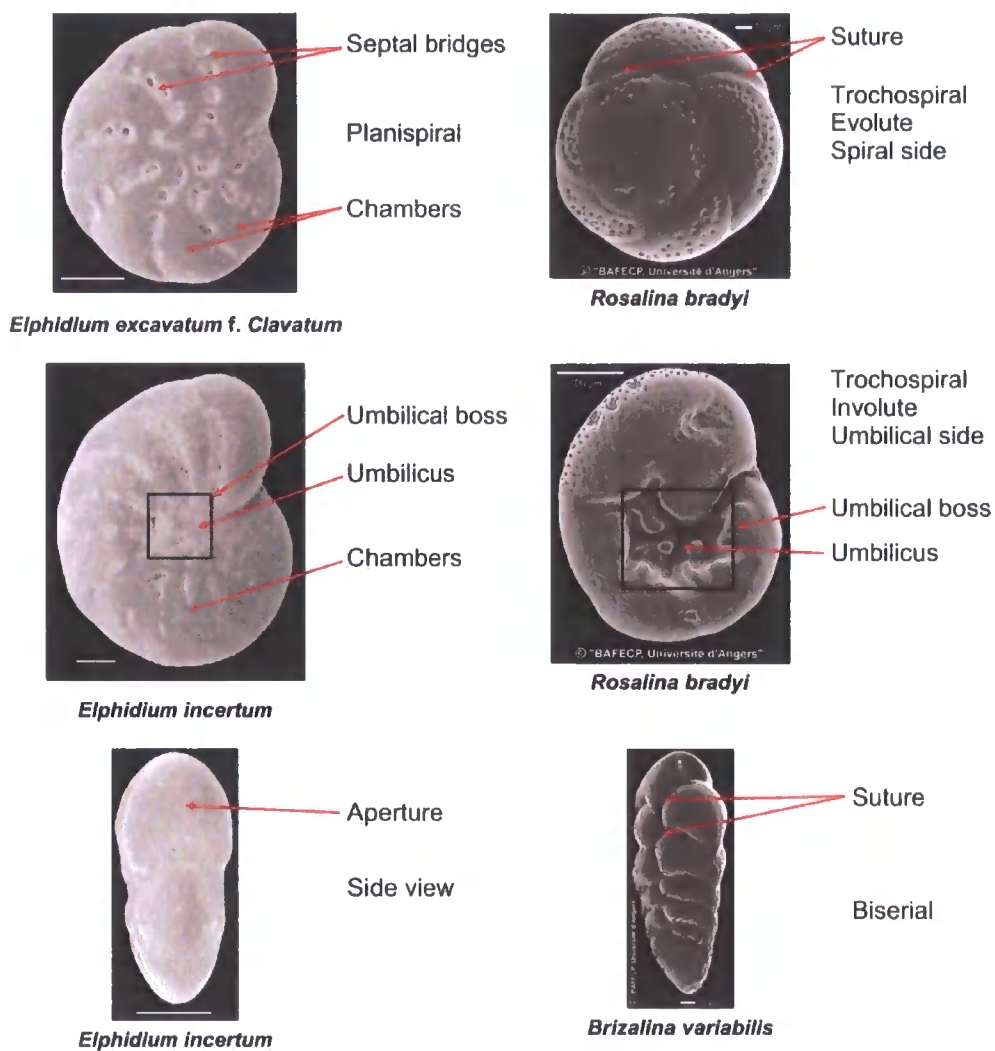 Septal bridges
Planispiral
Chambers
Elphidium excavatum f. Clavatum
Suture
Trochospiral
Evolute
Spiral side
© "BAFECP, Université d'Angers"
Rosalina bradyi
Umbilical boss
Umbilicus
Chambers
Elphidium incertum
Trochospiral
Involute
Umbilical side
Umbilical boss
Umbilicus
© "BAFECP, Université d'Angers"
Rosalina bradyi
Aperture
Side view
Elphidium incertum
Suture
Biserial
Brizalina variabilis